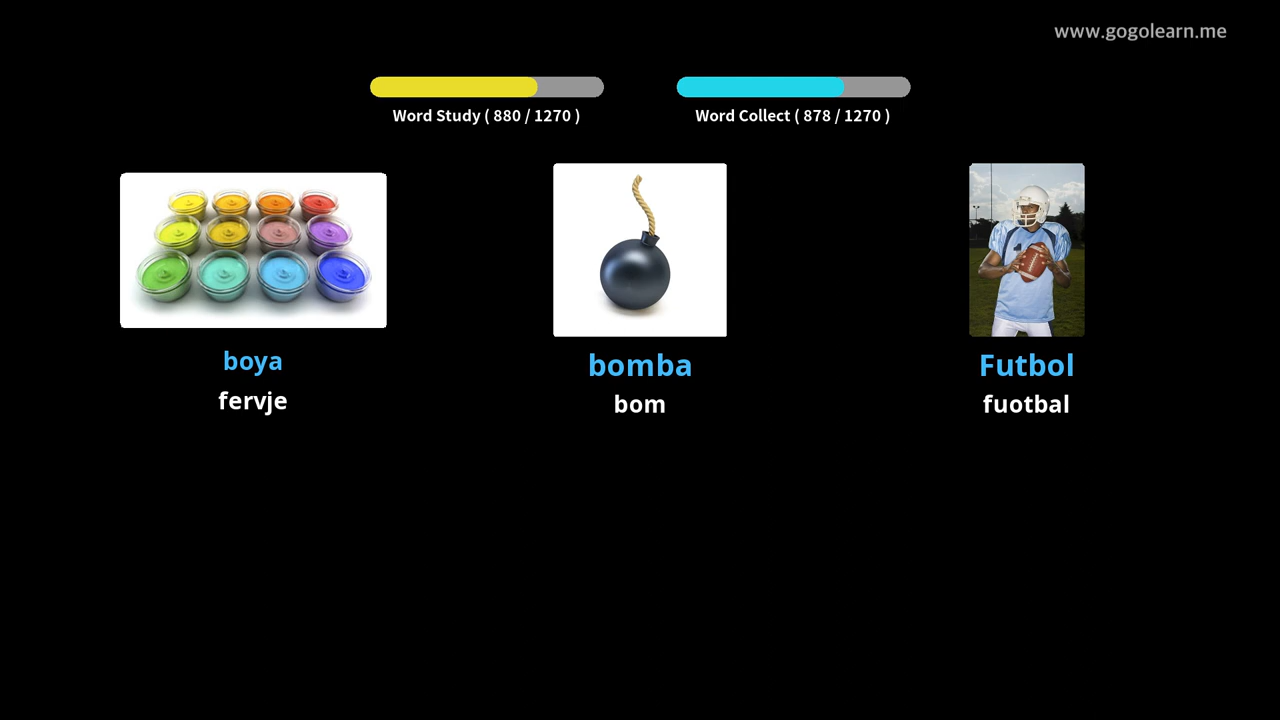 www.gogolearn.me
Word Study ( 880 / 1270 )
Word Collect ( 878 / 1270 )
boya
fervje
bomba
bom
Futbol
fuotbal